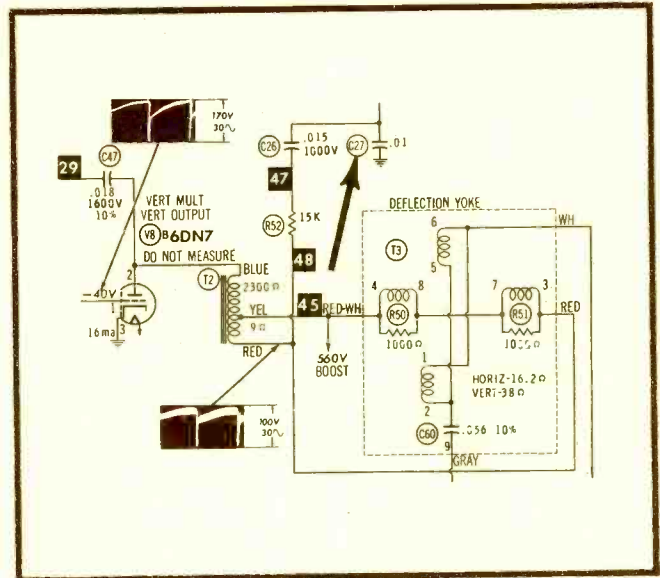 170V
30∿
C47
29
.018
1600V
10%
VERT MULT
VERT OUTPUT
V8 B 6DN7
DO NOT MEASURE
2
-40V
1
3
16ma
T2
BLUE
2300Ω
YEL
9Ω
RED
C26
.015
1000V
C27
.01
47
R52
15K
48
45
RED-WH
560V
BOOST
100V
30∿
DEFLECTION YOKE
6
WH
T3
5
4
8
7
3
R50
R51
RED
1000Ω
1
HORIZ-16.2Ω
VERT-38Ω
2
C60
.056 10%
9
GRAY